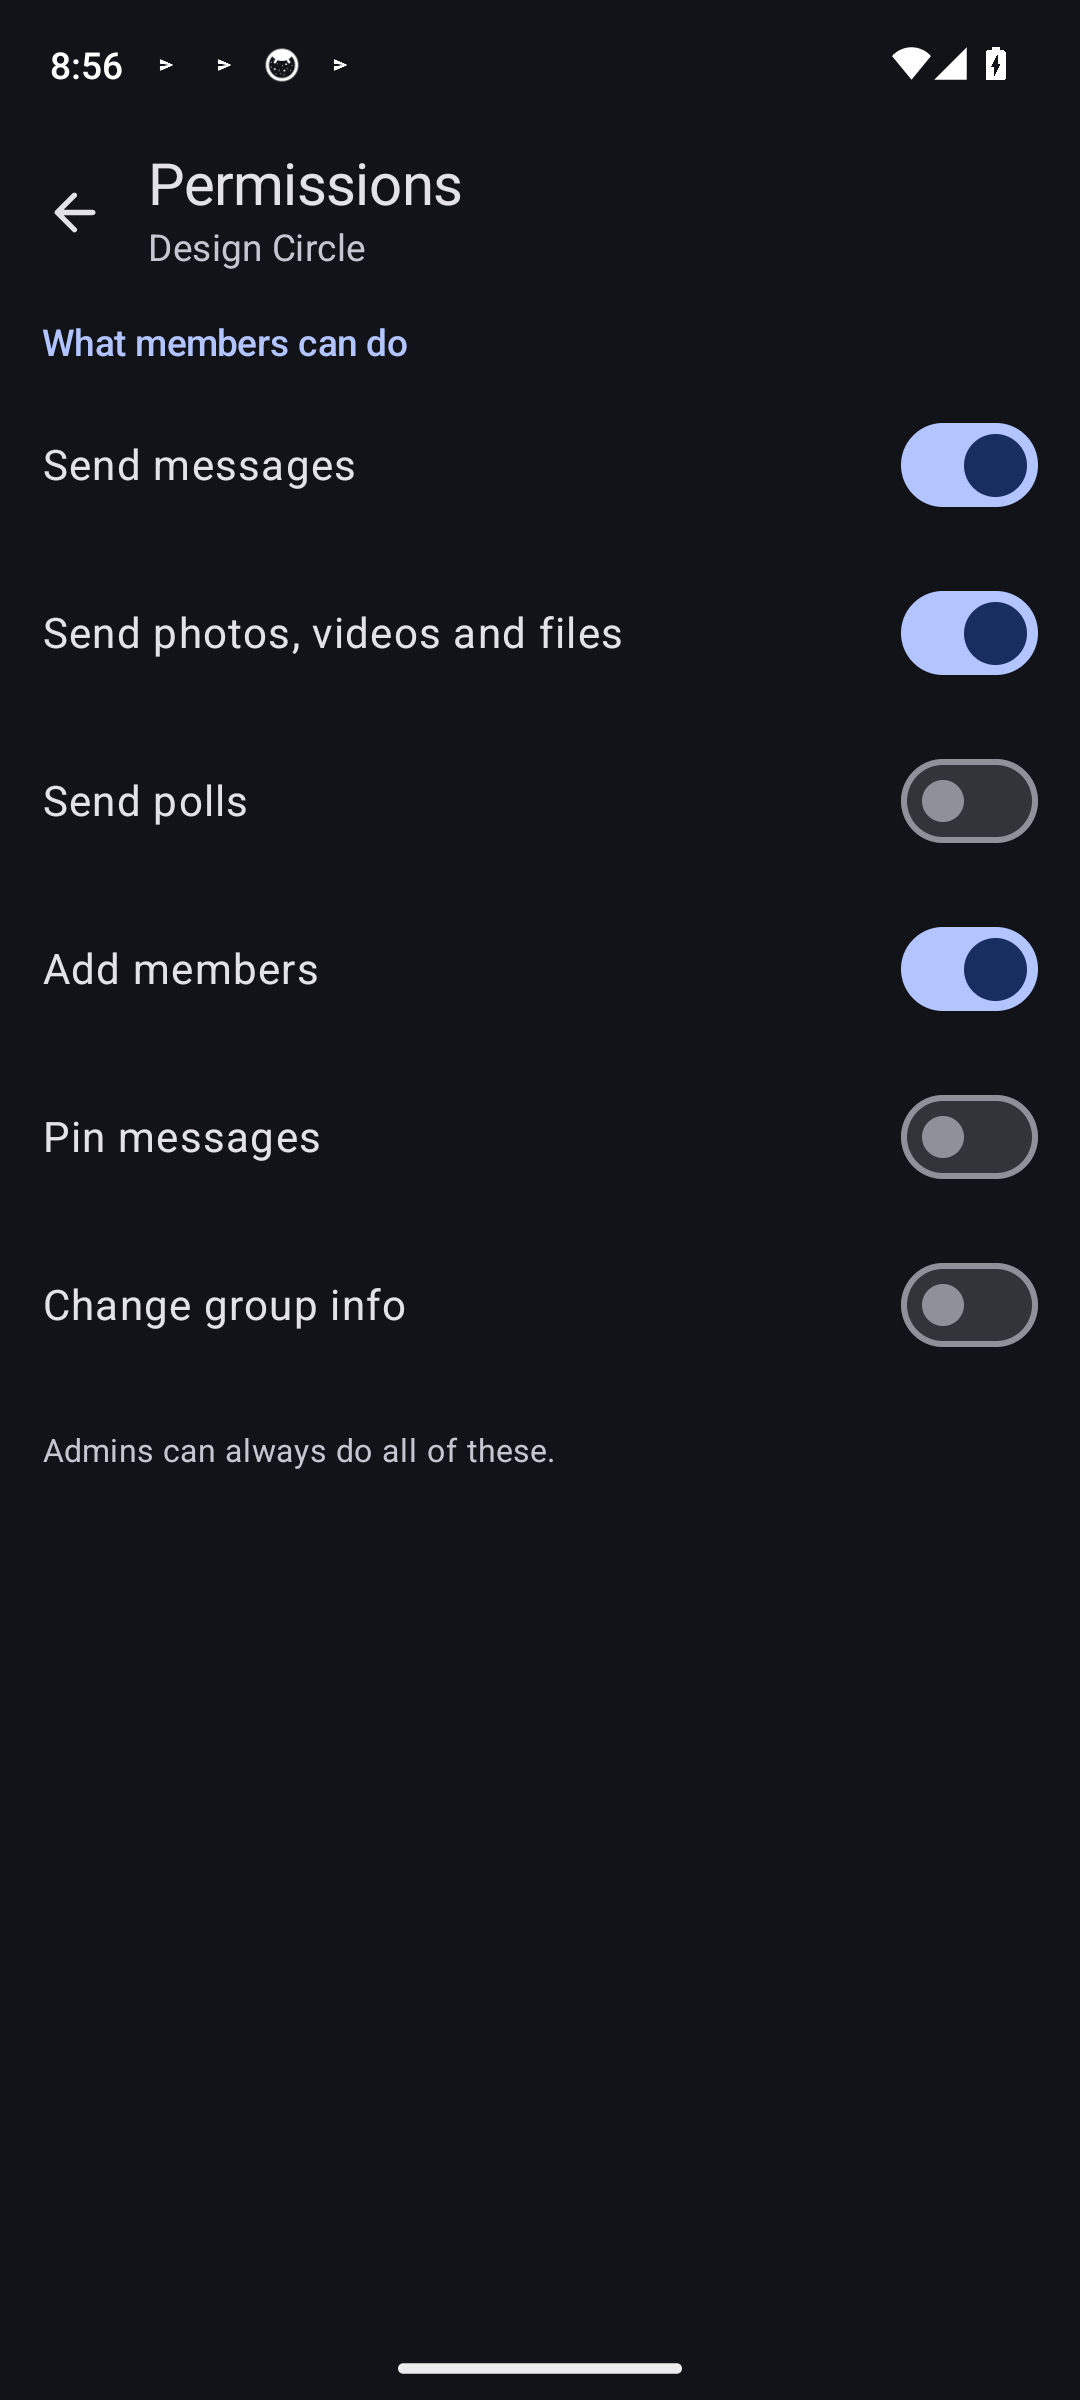 8:56
Permissions
Design Circle
What members can do
Send messages
Send photos, videos and files
Send polls
Add members
Pin messages
Change group info
Admins can always do all of these.